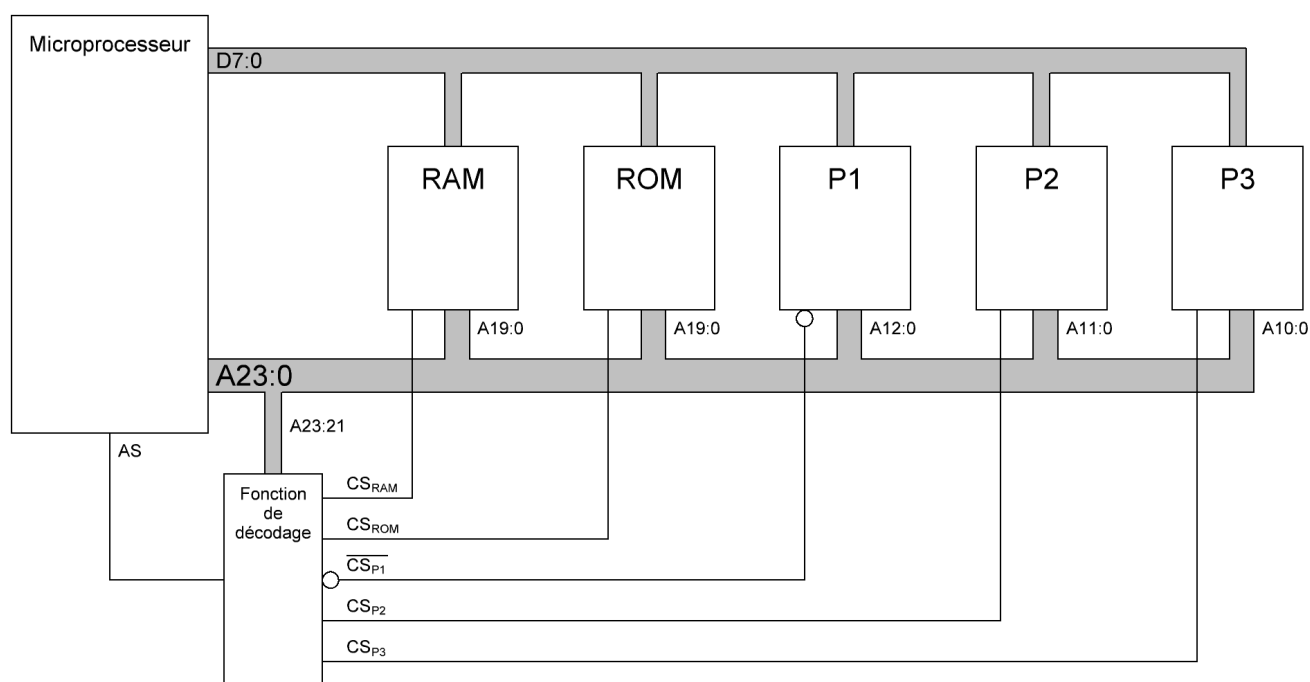 Microprocesseur
D7:0
RAM
ROM
P1
P2
P3
A19:0
A19:0
A12:0
A11:0
A10:0
A23:0
A23:21
AS
Fonction
de
décodage
CSRAM
CSROM
CSP1
CSP2
CSP3